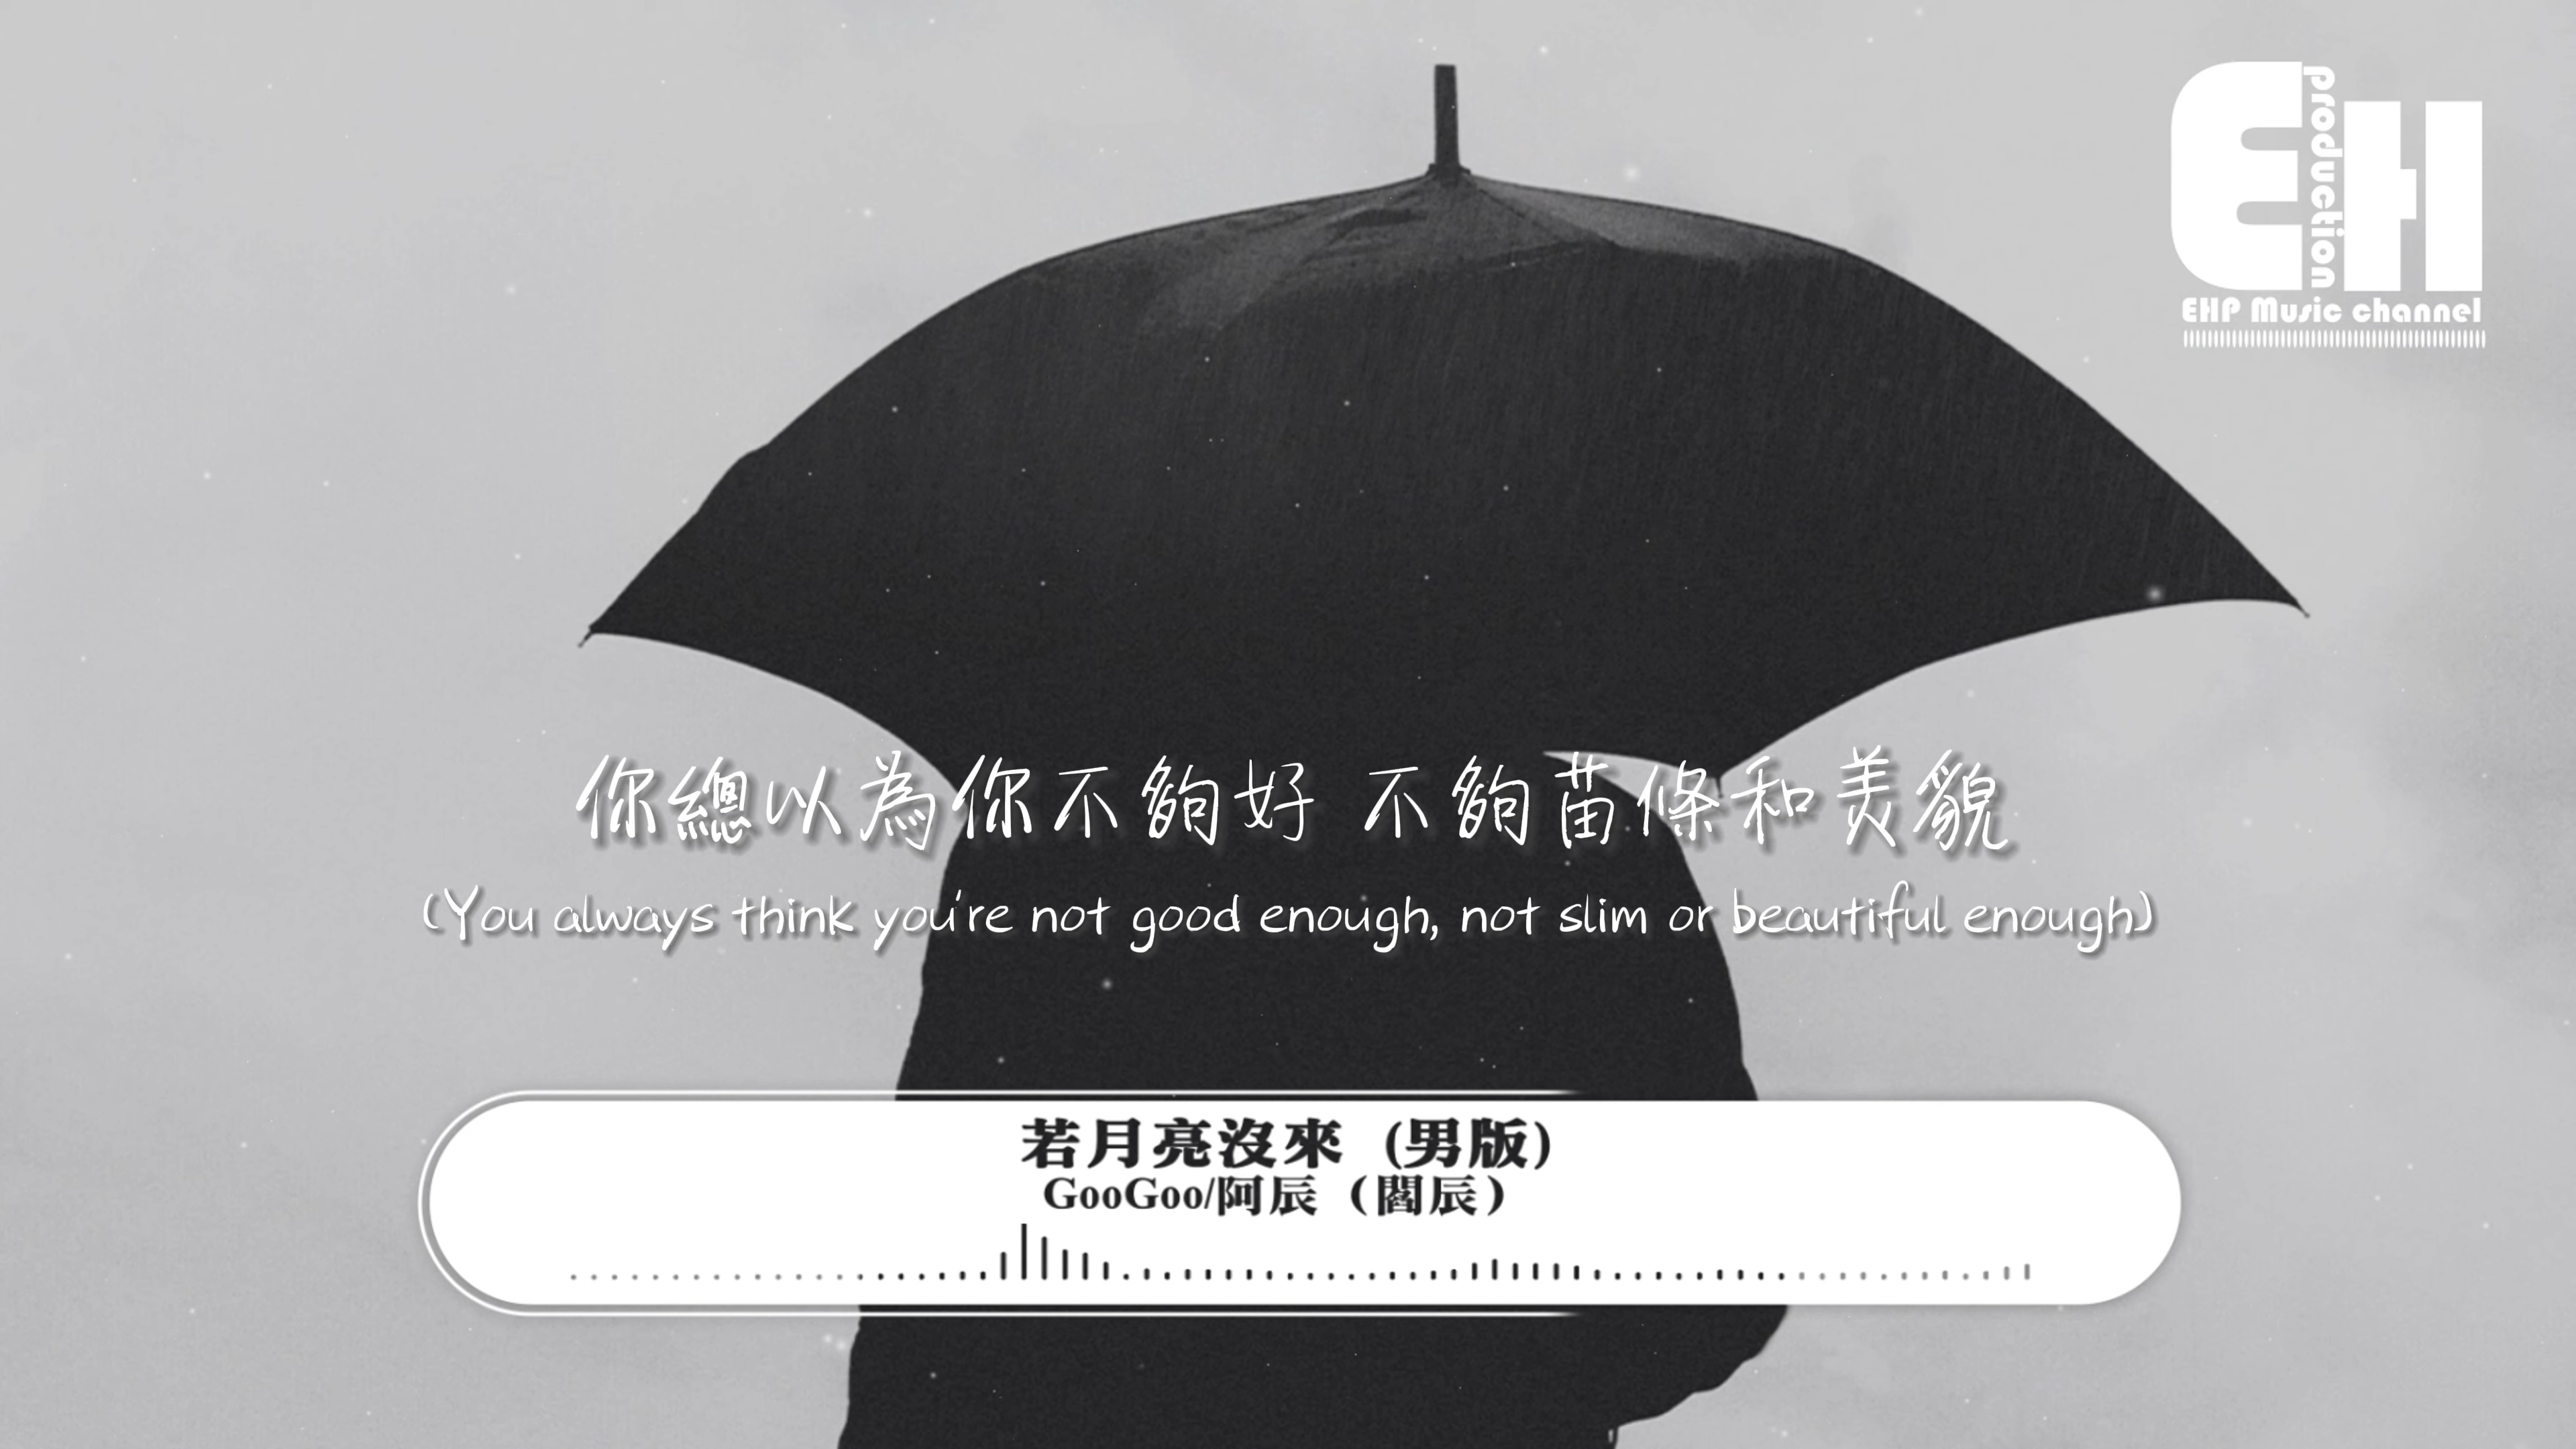 EH
production
EHP Music channel
你總以為你不夠好 不夠苗條和美貌
(You always think you're not good enough, not slim or beautiful enough)
若月亮沒來 (男版)
GooGoo/阿辰（閻辰）